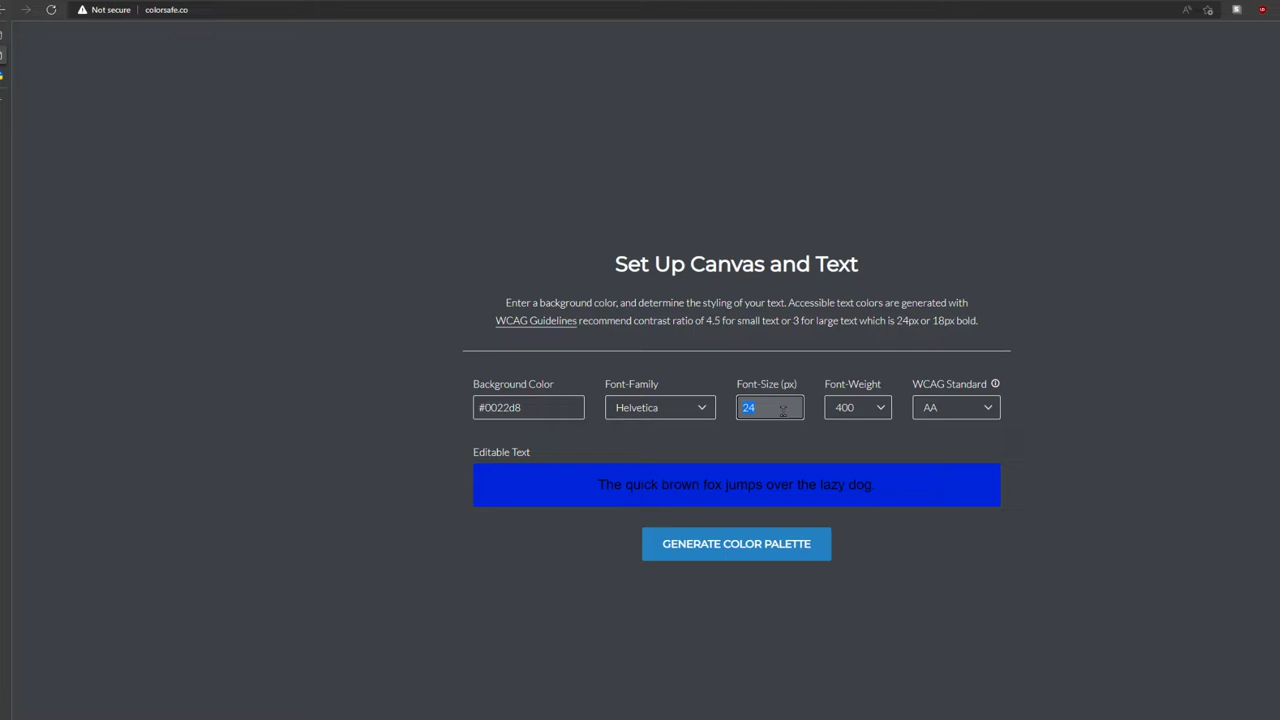 Not secure
colorsafe.co
Set Up Canvas and Text
Enter a background color, and determine the styling of your text. Accessible text colors are generated with
WCAG Guidelines recommend contrast ratio of 4.5 for small text or 3 for large text which is 24px or 18px bold.
Background Color Font-Family Font-Size (px) Font-Weight WCAG Standard
#0022d8 Helvetica 24 400 AA
Editable Text
The quick brown fox jumps over the lazy dog.
GENERATE COLOR PALETTE